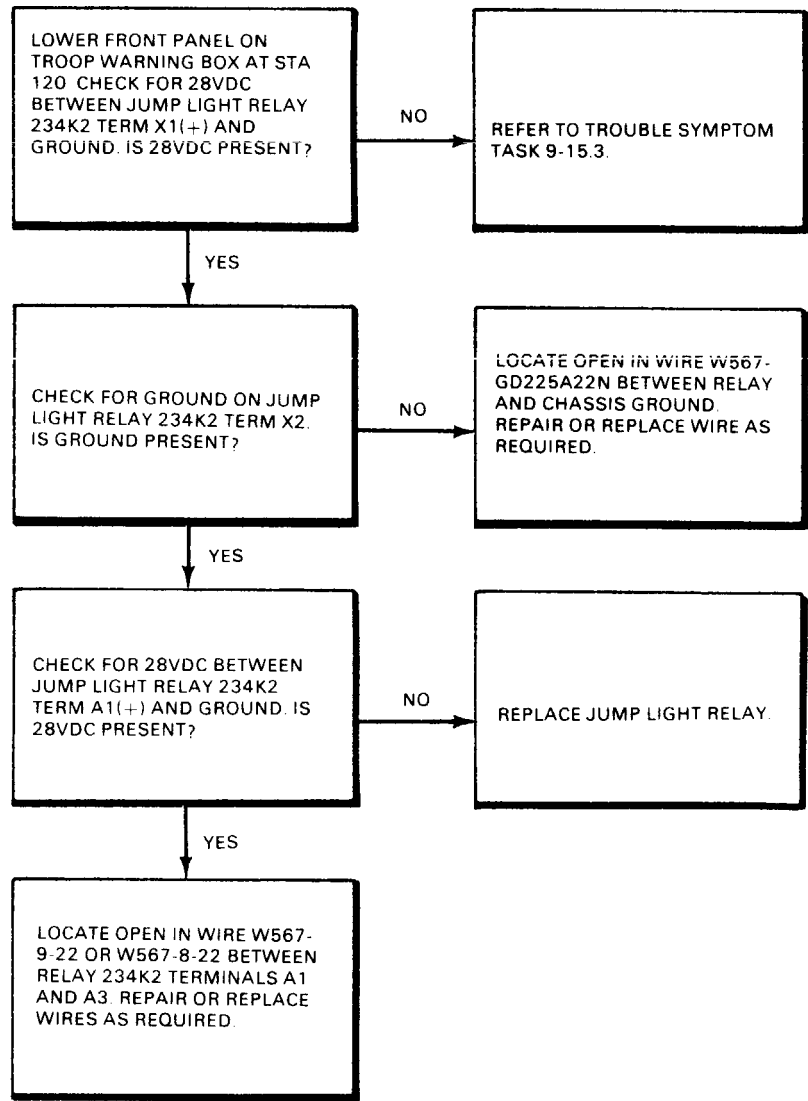 LOWER FRONT PANEL ON
TROOP WARNING BOX AT STA
120 CHECK FOR 28VDC
BETWEEN JUMP LIGHT RELAY
234K2 TERM X1(+) AND
GROUND. IS 28VDC PRESENT?
NO
REFER TO TROUBLE SYMPTOM
TASK 9-15.3.
YES
CHECK FOR GROUND ON JUMP
LIGHT RELAY 234K2 TERM X2.
IS GROUND PRESENT?
NO
LOCATE OPEN IN WIRE W567-
GD225A22N BETWEEN RELAY
AND CHASSIS GROUND.
REPAIR OR REPLACE WIRE AS
REQUIRED.
YES
CHECK FOR 28VDC BETWEEN
JUMP LIGHT RELAY 234K2
TERM A1(+) AND GROUND. IS
28VDC PRESENT?
NO
REPLACE JUMP LIGHT RELAY.
YES
LOCATE OPEN IN WIRE W567-
9-22 OR W567-8-22 BETWEEN
RELAY 234K2 TERMINALS A1
AND A3. REPAIR OR REPLACE
WIRES AS REQUIRED.